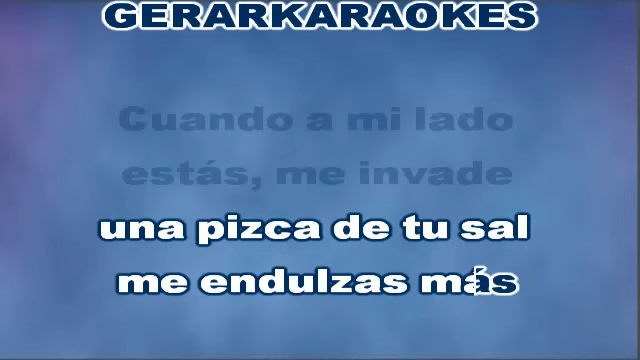 GERARKARAOKES
Cuando a mi lado
estás, me invade
una pizca de tu sal
me endulzas más